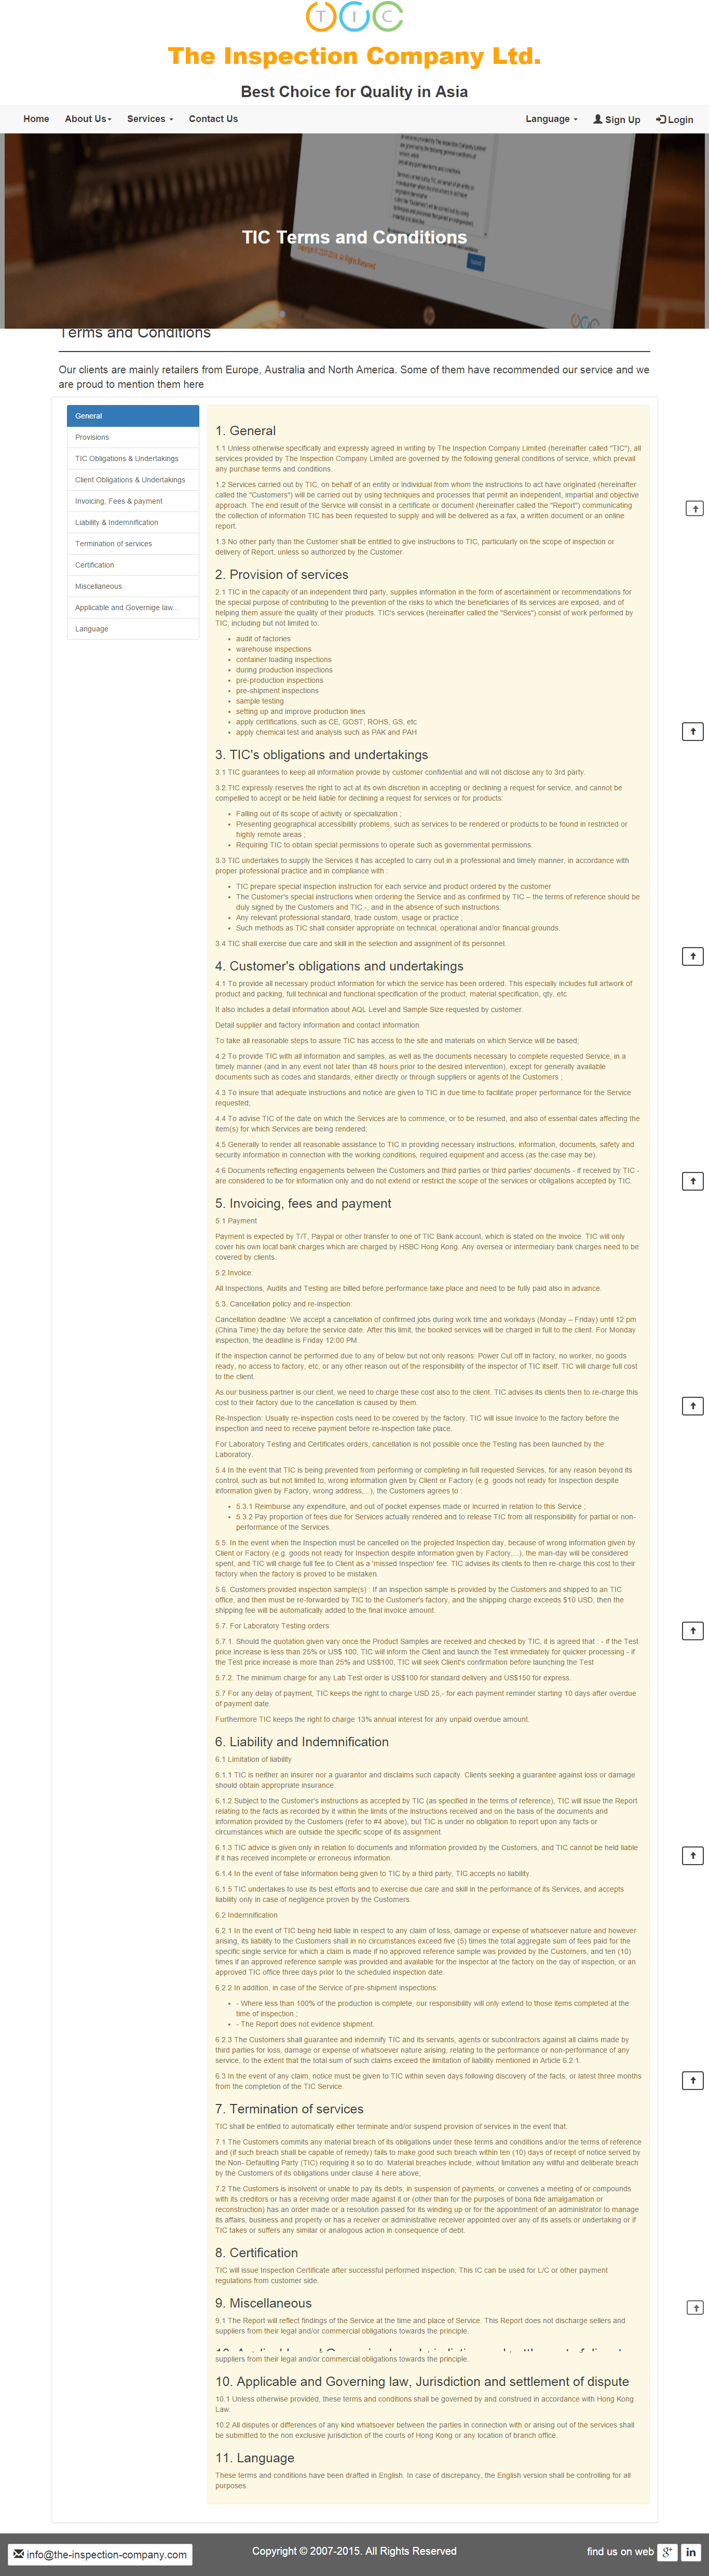 TIC
The Inspection Company Ltd.
Best Choice for Quality in Asia
Home About Us Services Contact Us Language Sign Up Login
TIC Terms and Conditions
Terms and Conditions
Our clients are mainly retailers from Europe, Australia and North America. Some of them have recommended our service and we
are proud to mention them here
General
Provisions
TIC Obligations & Undertakings
Client Obligations & Undertakings
Invoicing, Fees & payment
Liability & Indemnification
Termination of services
Certification
Miscellaneous
Applicable and Governige law...
Language
1. General
1.1 Unless otherwise specifically and expressly agreed in writing by The Inspection Company Limited (hereinafter called "TIC"), all
services provided by The Inspection Company Limited are governed by the following general conditions of service, which prevail
any purchase terms and conditions.
1.2 Services carried out by TIC, on behalf of an entity or individual from whom the instructions to act have originated (hereinafter
called the "Customers") will be carried out by using techniques and processes that permit an independent, impartial and objective
approach. The end result of the Service will consist in a certificate or document (hereinafter called the "Report") communicating
the collection of information TIC has been requested to supply and will be delivered as a fax, a written document or an online
report.
1.3 No other party than the Customer shall be entitled to give instructions to TIC, particularly on the scope of inspection or
delivery of Report, unless so authorized by the Customer.
2. Provision of services
2.1 TIC in the capacity of an independent third party, supplies information in the form of ascertainment or recommendations for
the special purpose of contributing to the prevention of the risks to which the beneficiaries of its services are exposed, and of
helping them assure the quality of their products. TIC's services (hereinafter called the "Services") consist of work performed by
TIC, including but not limited to:
• audit of factories
• warehouse inspections
• container loading inspections
• during production inspections
• pre-production inspections
• pre-shipment inspections
• sample testing
• setting up and improve production lines
• apply certifications, such as CE, GOST, ROHS, GS, etc
• apply chemical test and analysis such as PAK and PAH
3. TIC's obligations and undertakings
3.1 TIC guarantees to keep all information provide by customer confidential and will not disclose any to 3rd party.
3.2.TIC expressly reserves the right to act at its own discretion in accepting or declining a request for service, and cannot be
compelled to accept or be held liable for declining a request for services or for products:
• Falling out of its scope of activity or specialization ;
• Presenting geographical accessibility problems, such as services to be rendered or products to be found in restricted or
highly remote areas ;
• Requiring TIC to obtain special permissions to operate such as governmental permissions.
3.3 TIC undertakes to supply the Services it has accepted to carry out in a professional and timely manner, in accordance with
proper professional practice and in compliance with :
• TIC prepare special inspection instruction for each service and product ordered by the customer
• The Customer's special instructions when ordering the Service and as confirmed by TIC – the terms of reference should be
duly signed by the Customers and TIC -, and in the absence of such instructions:
• Any relevant professional standard, trade custom, usage or practice ;
• Such methods as TIC shall consider appropriate on technical, operational and/or financial grounds.
3.4 TIC shall exercise due care and skill in the selection and assignment of its personnel.
4. Customer's obligations and undertakings
4.1 To provide all necessary product information for which the service has been ordered. This especially includes full artwork of
product and packing, full technical and functional specification of the product, material specification, qty, etc
It also includes a detail information about AQL Level and Sample Size requested by customer.
Detail supplier and factory information and contact information.
To take all reasonable steps to assure TIC has access to the site and materials on which Service will be based;
4.2 To provide TIC with all information and samples, as well as the documents necessary to complete requested Service, in a
timely manner (and in any event not later than 48 hours prior to the desired intervention), except for generally available
documents such as codes and standards, either directly or through suppliers or agents of the Customers ;
4.3 To insure that adequate instructions and notice are given to TIC in due time to facilitate proper performance for the Service
requested;
4.4 To advise TIC of the date on which the Services are to commence, or to be resumed, and also of essential dates affecting the
item(s) for which Services are being rendered;
4.5 Generally to render all reasonable assistance to TIC in providing necessary instructions, information, documents, safety and
security information in connection with the working conditions, required equipment and access (as the case may be).
4.6 Documents reflecting engagements between the Customers and third parties or third parties' documents - if received by TIC -
are considered to be for information only and do not extend or restrict the scope of the services or obligations accepted by TIC.
5. Invoicing, fees and payment
5.1 Payment
Payment is expected by T/T, Paypal or other transfer to one of TIC Bank account, which is stated on the invoice. TIC will only
cover his own local bank charges which are charged by HSBC Hong Kong. Any oversea or intermediary bank charges need to be
covered by clients.
5.2.Invoice:
All Inspections, Audits and Testing are billed before performance take place and need to be fully paid also in advance.
5.3. Cancellation policy and re-inspection:
Cancellation deadline: We accept a cancellation of confirmed jobs during work time and workdays (Monday – Friday) until 12 pm
(China Time) the day before the service date. After this limit, the booked services will be charged in full to the client. For Monday
inspection, the deadline is Friday 12:00 PM.
If the inspection cannot be performed due to any of below but not only reasons: Power Cut off in factory, no worker, no goods
ready, no access to factory, etc, or any other reason out of the responsibility of the inspector of TIC itself. TIC will charge full cost
to the client.
As our business partner is our client, we need to charge these cost also to the client. TIC advises its clients then to re-charge this
cost to their factory due to the cancellation is caused by them.
Re-Inspection: Usually re-inspection costs need to be covered by the factory. TIC will issue Invoice to the factory before the
inspection and need to receive payment before re-inspection take place.
For Laboratory Testing and Certificates orders, cancellation is not possible once the Testing has been launched by the
Laboratory.
5.4 In the event that TIC is being prevented from performing or completing in full requested Services, for any reason beyond its
control, such as but not limited to, wrong information given by Client or Factory (e.g. goods not ready for Inspection despite
information given by Factory, wrong address,...), the Customers agrees to :
• 5.3.1 Reimburse any expenditure, and out of pocket expenses made or incurred in relation to this Service ;
• 5.3.2 Pay proportion of fees due for Services actually rendered and to release TIC from all responsibility for partial or non-
performance of the Services.
5.5. In the event when the Inspection must be cancelled on the projected Inspection day, because of wrong information given by
Client or Factory (e.g. goods not ready for Inspection despite information given by Factory,...), the man-day will be considered
spent, and TIC will charge full fee to Client as a 'missed Inspection' fee. TIC advises its clients to then re-charge this cost to their
factory when the factory is proved to be mistaken.
5.6. Customers provided inspection sample(s) : If an inspection sample is provided by the Customers and shipped to an TIC
office, and then must be re-forwarded by TIC to the Customer's factory, and the shipping charge exceeds $10 USD, then the
shipping fee will be automatically added to the final invoice amount.
5.7. For Laboratory Testing orders:
5.7.1. Should the quotation given vary once the Product Samples are received and checked by TIC, it is agreed that : - if the Test
price increase is less than 25% or US$ 100, TIC will inform the Client and launch the Test immediately for quicker processing - if
the Test price increase is more than 25% and US$100, TIC will seek Client's confirmation before launching the Test
5.7.2. The minimum charge for any Lab Test order is US$100 for standard delivery and US$150 for express.
5.7 For any delay of payment, TIC keeps the right to charge USD 25,- for each payment reminder starting 10 days after overdue
of payment date.
Furthermore TIC keeps the right to charge 13% annual interest for any unpaid overdue amount.
6. Liability and Indemnification
6.1 Limitation of liability
6.1.1 TIC is neither an insurer nor a guarantor and disclaims such capacity. Clients seeking a guarantee against loss or damage
should obtain appropriate insurance.
6.1.2 Subject to the Customer's instructions as accepted by TIC (as specified in the terms of reference), TIC will issue the Report
relating to the facts as recorded by it within the limits of the instructions received and on the basis of the documents and
information provided by the Customers (refer to #4 above), but TIC is under no obligation to report upon any facts or
circumstances which are outside the specific scope of its assignment.
6.1.3 TIC advice is given only in relation to documents and information provided by the Customers, and TIC cannot be held liable
if it has received incomplete or erroneous information.
6.1.4 In the event of false information being given to TIC by a third party, TIC accepts no liability.
6.1.5 TIC undertakes to use its best efforts and to exercise due care and skill in the performance of its Services, and accepts
liability only in case of negligence proven by the Customers.
6.2 Indemnification
6.2.1 In the event of TIC being held liable in respect to any claim of loss, damage or expense of whatsoever nature and however
arising, its liability to the Customers shall in no circumstances exceed five (5) times the total aggregate sum of fees paid for the
specific single service for which a claim is made if no approved reference sample was provided by the Customers, and ten (10)
times if an approved reference sample was provided and available for the inspector at the factory on the day of inspection, or an
approved TIC office three days prior to the scheduled inspection date.
6.2.2 In addition, in case of the Service of pre-shipment inspections:
• - Where less than 100% of the production is complete, our responsibility will only extend to those items completed at the
time of inspection ;
• - The Report does not evidence shipment.
6.2.3 The Customers shall guarantee and indemnify TIC and its servants, agents or subcontractors against all claims made by
third parties for loss, damage or expense of whatsoever nature arising, relating to the performance or non-performance of any
service, to the extent that the total sum of such claims exceed the limitation of liability mentioned in Article 6.2.1.
6.3 In the event of any claim, notice must be given to TIC within seven days following discovery of the facts, or latest three months
from the completion of the TIC Service.
7. Termination of services
TIC shall be entitled to automatically either terminate and/or suspend provision of services in the event that:
7.1 The Customers commits any material breach of its obligations under these terms and conditions and/or the terms of reference
and (if such breach shall be capable of remedy) fails to make good such breach within ten (10) days of receipt of notice served by
the Non- Defaulting Party (TIC) requiring it so to do. Material breaches include, without limitation any willful and deliberate breach
by the Customers of its obligations under clause 4 here above;
7.2 The Customers is insolvent or unable to pay its debts, in suspension of payments, or convenes a meeting of or compounds
with its creditors or has a receiving order made against it or (other than for the purposes of bona fide amalgamation or
reconstruction) has an order made or a resolution passed for its winding up or for the appointment of an administrator to manage
its affairs, business and property or has a receiver or administrative receiver appointed over any of its assets or undertaking or if
TIC takes or suffers any similar or analogous action in consequence of debt.
8. Certification
TIC will issue Inspection Certificate after successful performed inspection; This IC can be used for L/C or other payment
regulations from customer side.
9. Miscellaneous
9.1 The Report will reflect findings of the Service at the time and place of Service. This Report does not discharge sellers and
suppliers from their legal and/or commercial obligations towards the principle.
suppliers from their legal and/or commercial obligations towards the principle.
10. Applicable and Governing law, Jurisdiction and settlement of dispute
10.1 Unless otherwise provided, these terms and conditions shall be governed by and construed in accordance with Hong Kong
Law.
10.2 All disputes or differences of any kind whatsoever between the parties in connection with or arising out of the services shall
be submitted to the non exclusive jurisdiction of the courts of Hong Kong or any location of branch office.
11. Language
These terms and conditions have been drafted in English. In case of discrepancy, the English version shall be controlling for all
purposes.
info@the-inspection-company.com Copyright © 2007-2015. All Rights Reserved find us on web g+ in